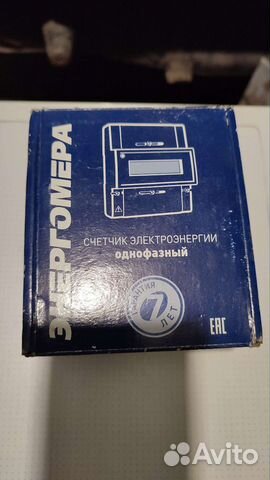 ЭНЕРГОМЕРА
СЧЕТЧИК ЭЛЕКТРОЭНЕРГИИ
однофазный
ГАРАНТИЯ
7
ЛЕТ
ЕАС
Avito